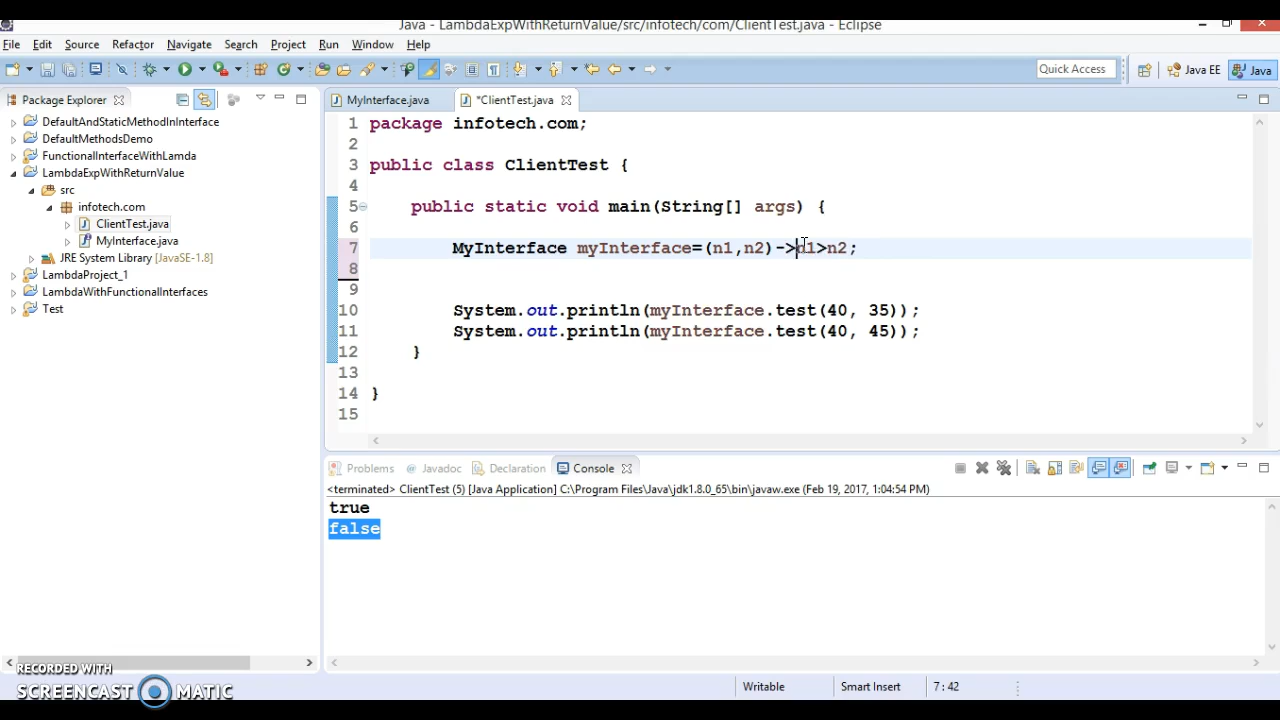 Java - LambdaExpWithReturnValue/src/infotech/com/ClientTest.java - Eclipse
File Edit Source Refactor Navigate Search Project Run Window Help
Quick Access Java EE Java
Package Explorer
MyInterface.java *ClientTest.java
DefaultAndStaticMethodInInterface
DefaultMethodsDemo
FunctionalInterfaceWithLamda
LambdaExpWithReturnValue
src
infotech.com
ClientTest.java
MyInterface.java
JRE System Library [JavaSE-1.8]
LambdaProject_1
LambdaWithFunctionalInterfaces
Test
1 package infotech.com;
2
3 public class ClientTest {
4
5 public static void main(String[] args) {
6
7 MyInterface myInterface=(n1,n2)->n1>n2;
8
9
10 System.out.println(myInterface.test(40, 35));
11 System.out.println(myInterface.test(40, 45));
12 }
13
14 }
15
Problems Javadoc Declaration Console
<terminated> ClientTest (5) [Java Application] C:\Program Files\Java\jdk1.8.0_65\bin\javaw.exe (Feb 19, 2017, 1:04:54 PM)
true
false
Writable Smart Insert 7 : 42
RECORDED WITH
SCREENCAST MATIC